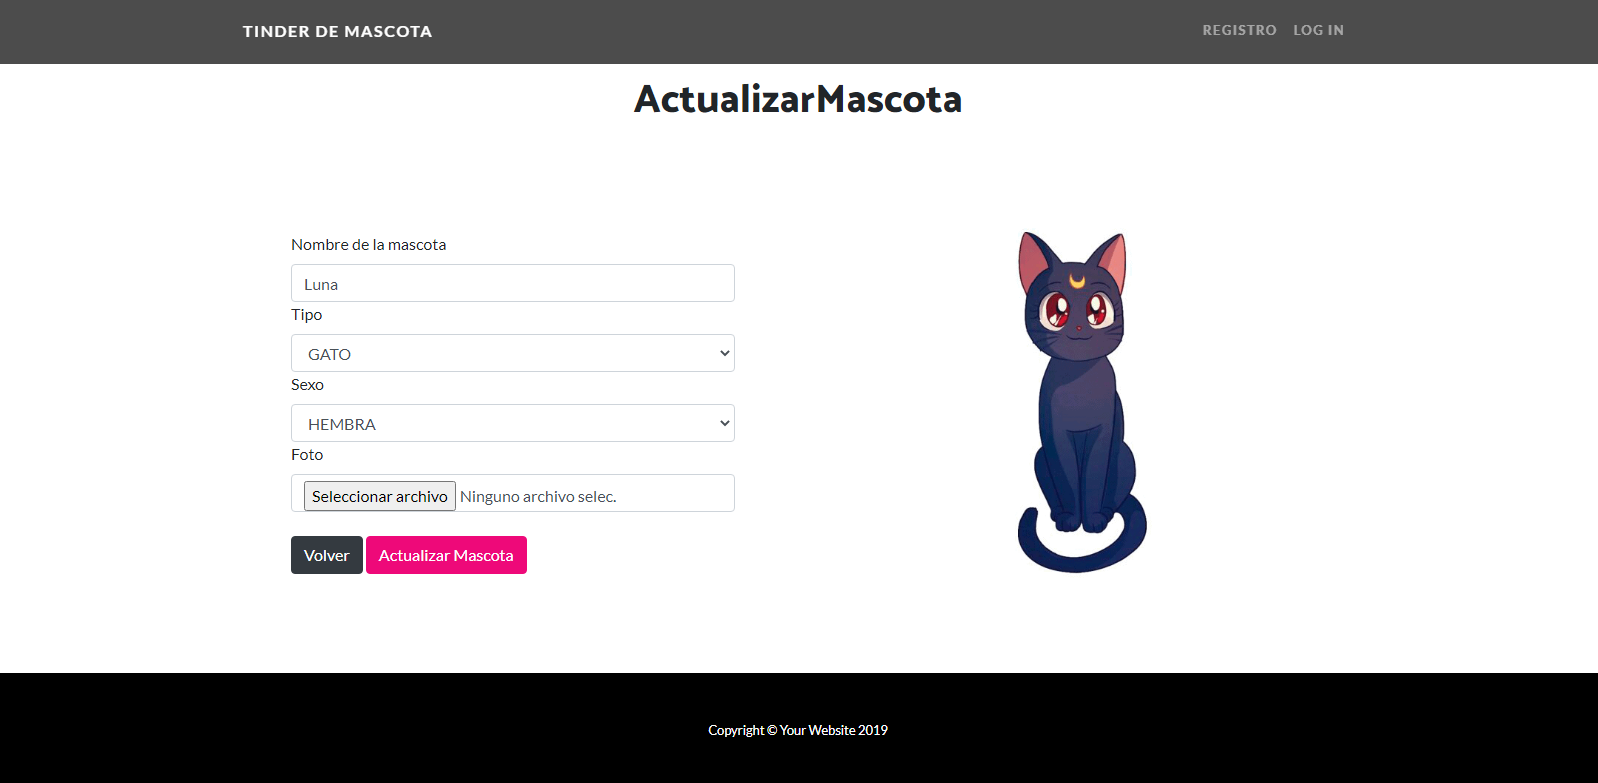 TINDER DE MASCOTA
REGISTRO LOG IN
ActualizarMascota
Nombre de la mascota
Luna
Tipo
GATO
Sexo
HEMBRA
Foto
Seleccionar archivo Ninguno archivo selec.
Volver Actualizar Mascota
Copyright © Your Website 2019